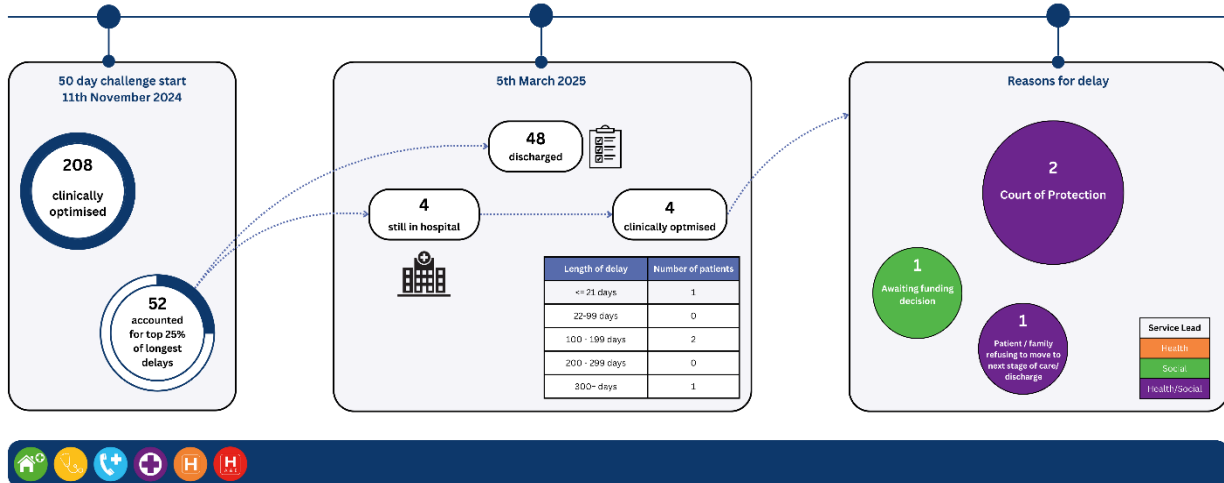 50 day challenge start
11th November 2024
208
clinically
optimised
52
accounted
for top 25%
of longest
delays
5th March 2025
48
discharged
4
still in hospital
4
clinically optmised
Length of delay Number of patients
<= 21 days 1
22-99 days 0
100 - 199 days 2
200 - 299 days 0
300+ days 1
Reasons for delay
2
Court of Protection
1
Awaiting funding
decision
1
Patient / family
refusing to move to
next stage of care/
discharge
Service Lead
Health
Social
Health/Social
H
H